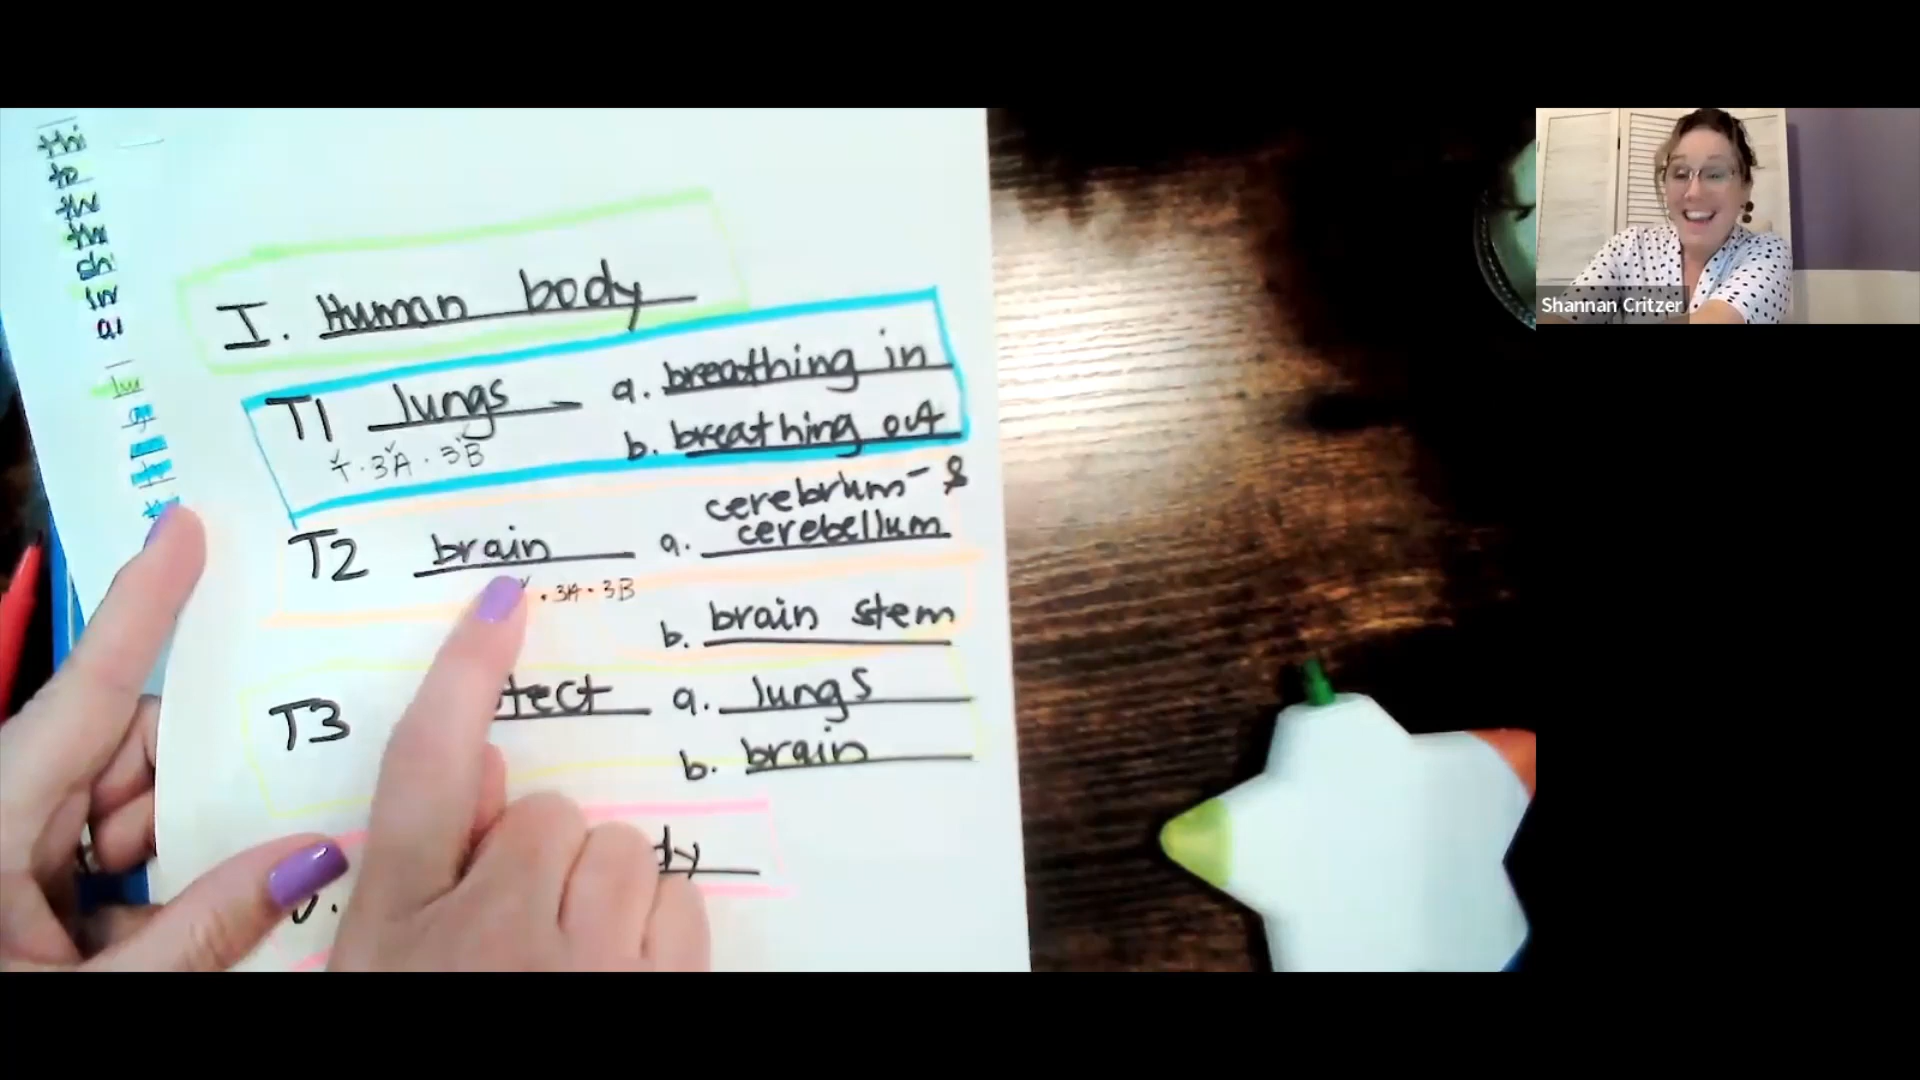 I. Human body
T1 lungs a. breathing in
T · 3A · 3B b. breathing out
cerebrum - &
T2 brain a. cerebellum
· 3A · 3B
b. brain stem
T3 a. lungs
b. brain
Shannan Critzer